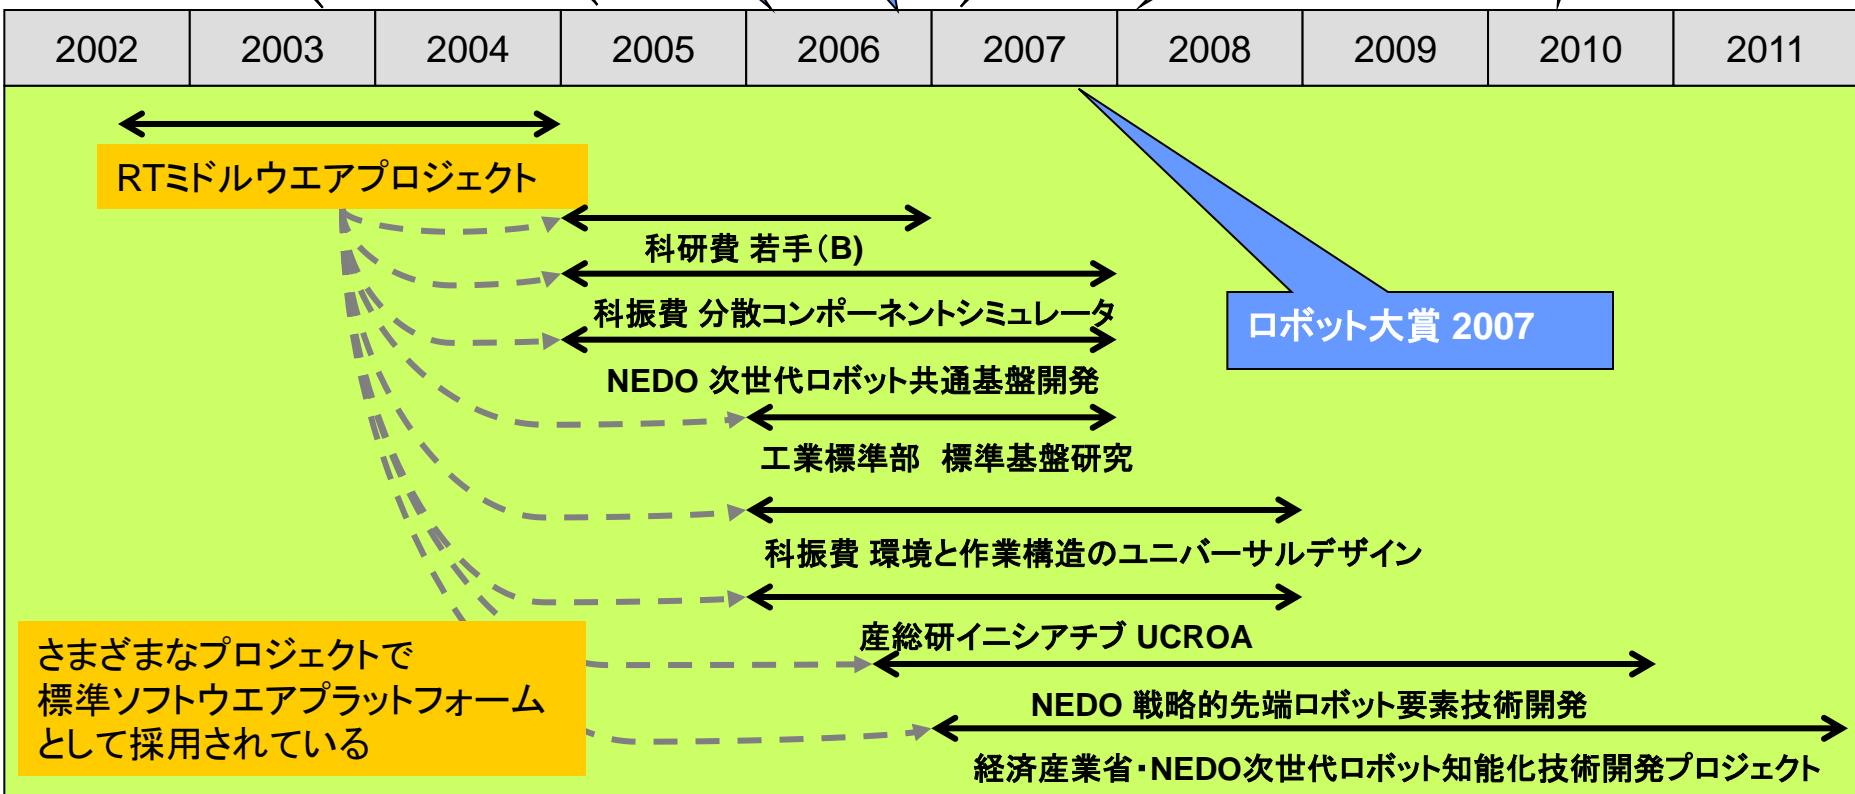 2002 2003 2004 2005 2006 2007 2008 2009 2010 2011
RTミドルウエアプロジェクト
科研費 若手(B)
科振費 分散コンポーネントシミュレータ
ロボット大賞 2007
NEDO 次世代ロボット共通基盤開発
工業標準部 標準基盤研究
科振費 環境と作業構造のユニバーサルデザイン
産総研イニシアチブ UCROA
さまざまなプロジェクトで
標準ソフトウエアプラットフォーム
として採用されている
NEDO 戦略的先端ロボット要素技術開発
経済産業省・NEDO次世代ロボット知能化技術開発プロジェクト